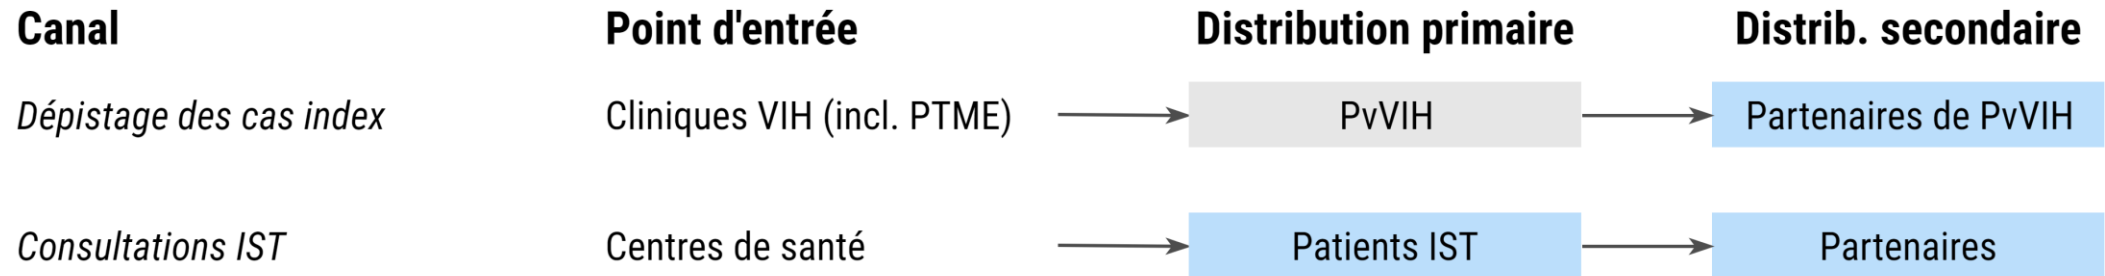 Canal Point d'entrée Distribution primaire Distrib. secondaire
Dépistage des cas index Cliniques VIH (incl. PTME) PvVIH Partenaires de PvVIH
Consultations IST Centres de santé Patients IST Partenaires